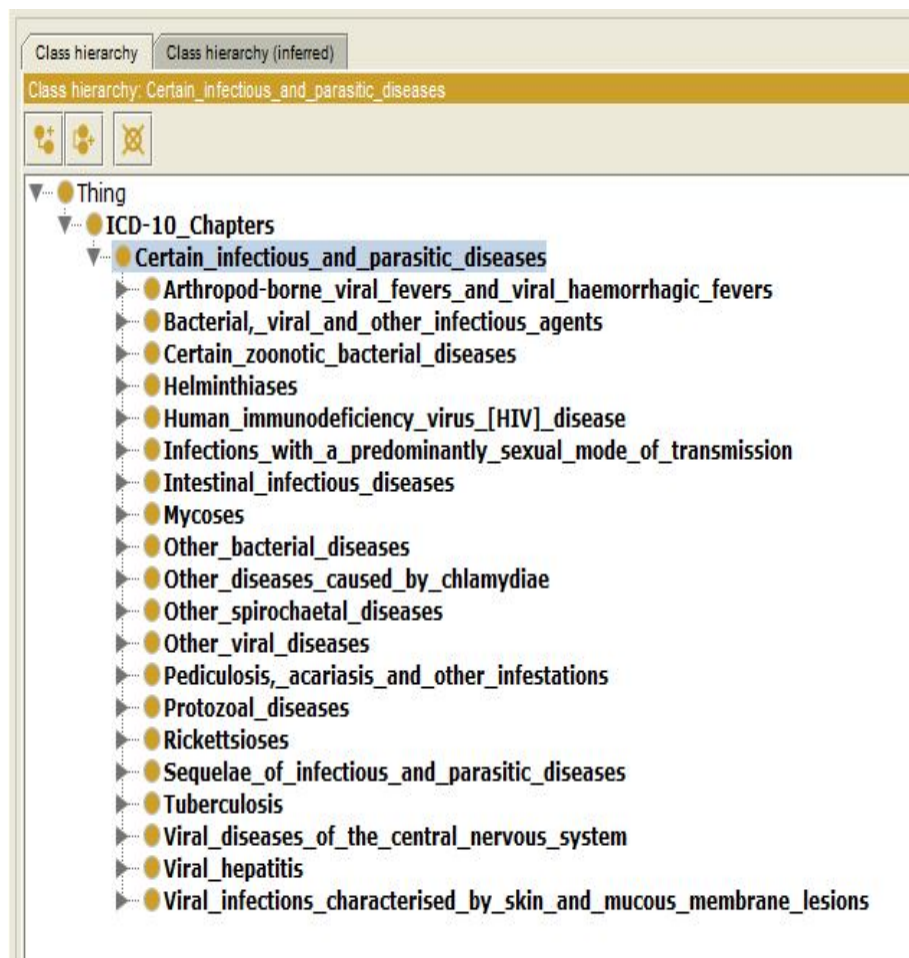 Class hierarchy Class hierarchy (inferred)
Class hierarchy: Certain_infectious_and_parasitic_diseases
Thing
ICD-10_Chapters
Certain_infectious_and_parasitic_diseases
Arthropod-borne_viral_fevers_and_viral_haemorrhagic_fevers
Bacterial,_viral_and_other_infectious_agents
Certain_zoonotic_bacterial_diseases
Helminthiases
Human_immunodeficiency_virus_[HIV]_disease
Infections_with_a_predominantly_sexual_mode_of_transmission
Intestinal_infectious_diseases
Mycoses
Other_bacterial_diseases
Other_diseases_caused_by_chlamydiae
Other_spirochaetal_diseases
Other_viral_diseases
Pediculosis,_acariasis_and_other_infestations
Protozoal_diseases
Rickettsioses
Sequelae_of_infectious_and_parasitic_diseases
Tuberculosis
Viral_diseases_of_the_central_nervous_system
Viral_hepatitis
Viral_infections_characterised_by_skin_and_mucous_membrane_lesions